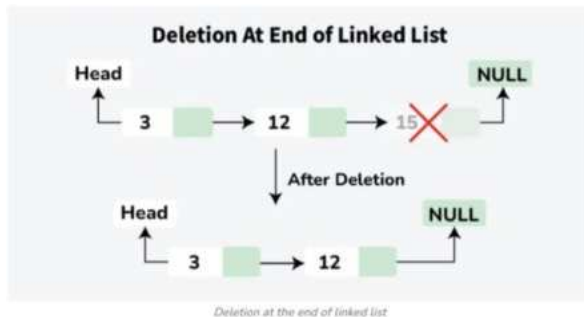 Deletion At End of Linked List
Head
NULL
3
12
15
After Deletion
Head
NULL
3
12
Deletion at the end of linked list